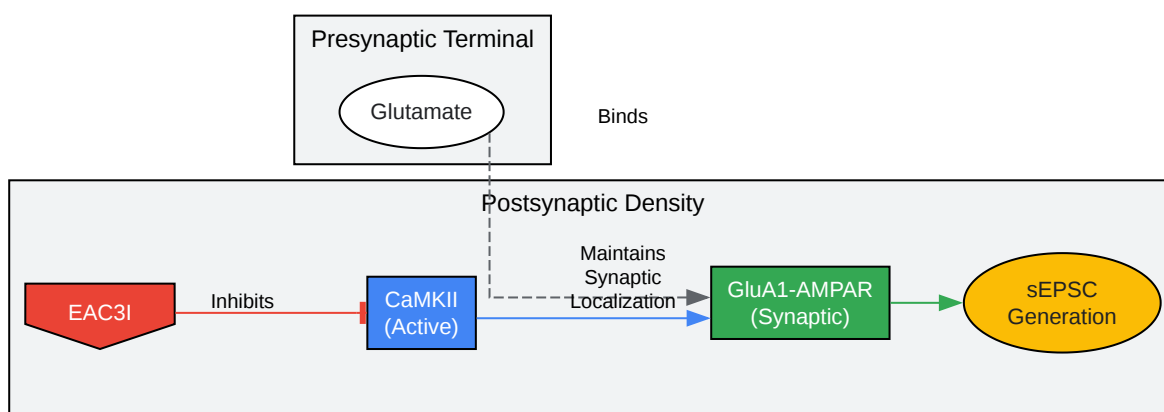 Presynaptic Terminal
Glutamate
Binds
Postsynaptic Density
EAC3I
Inhibits
CaMKII
(Active)
Maintains
Synaptic
Localization
GluA1-AMPAR
(Synaptic)
sEPSC
Generation